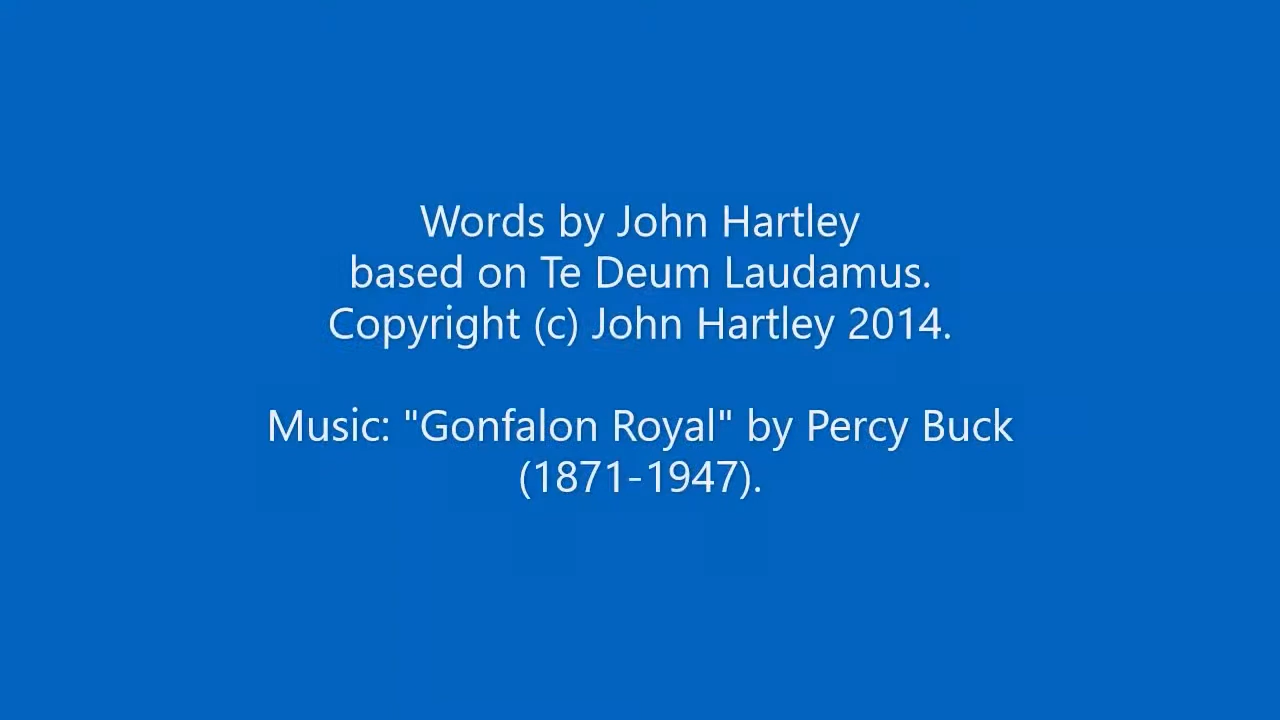 Words by John Hartley
based on Te Deum Laudamus.
Copyright (c) John Hartley 2014.
Music: "Gonfalon Royal" by Percy Buck
(1871-1947).